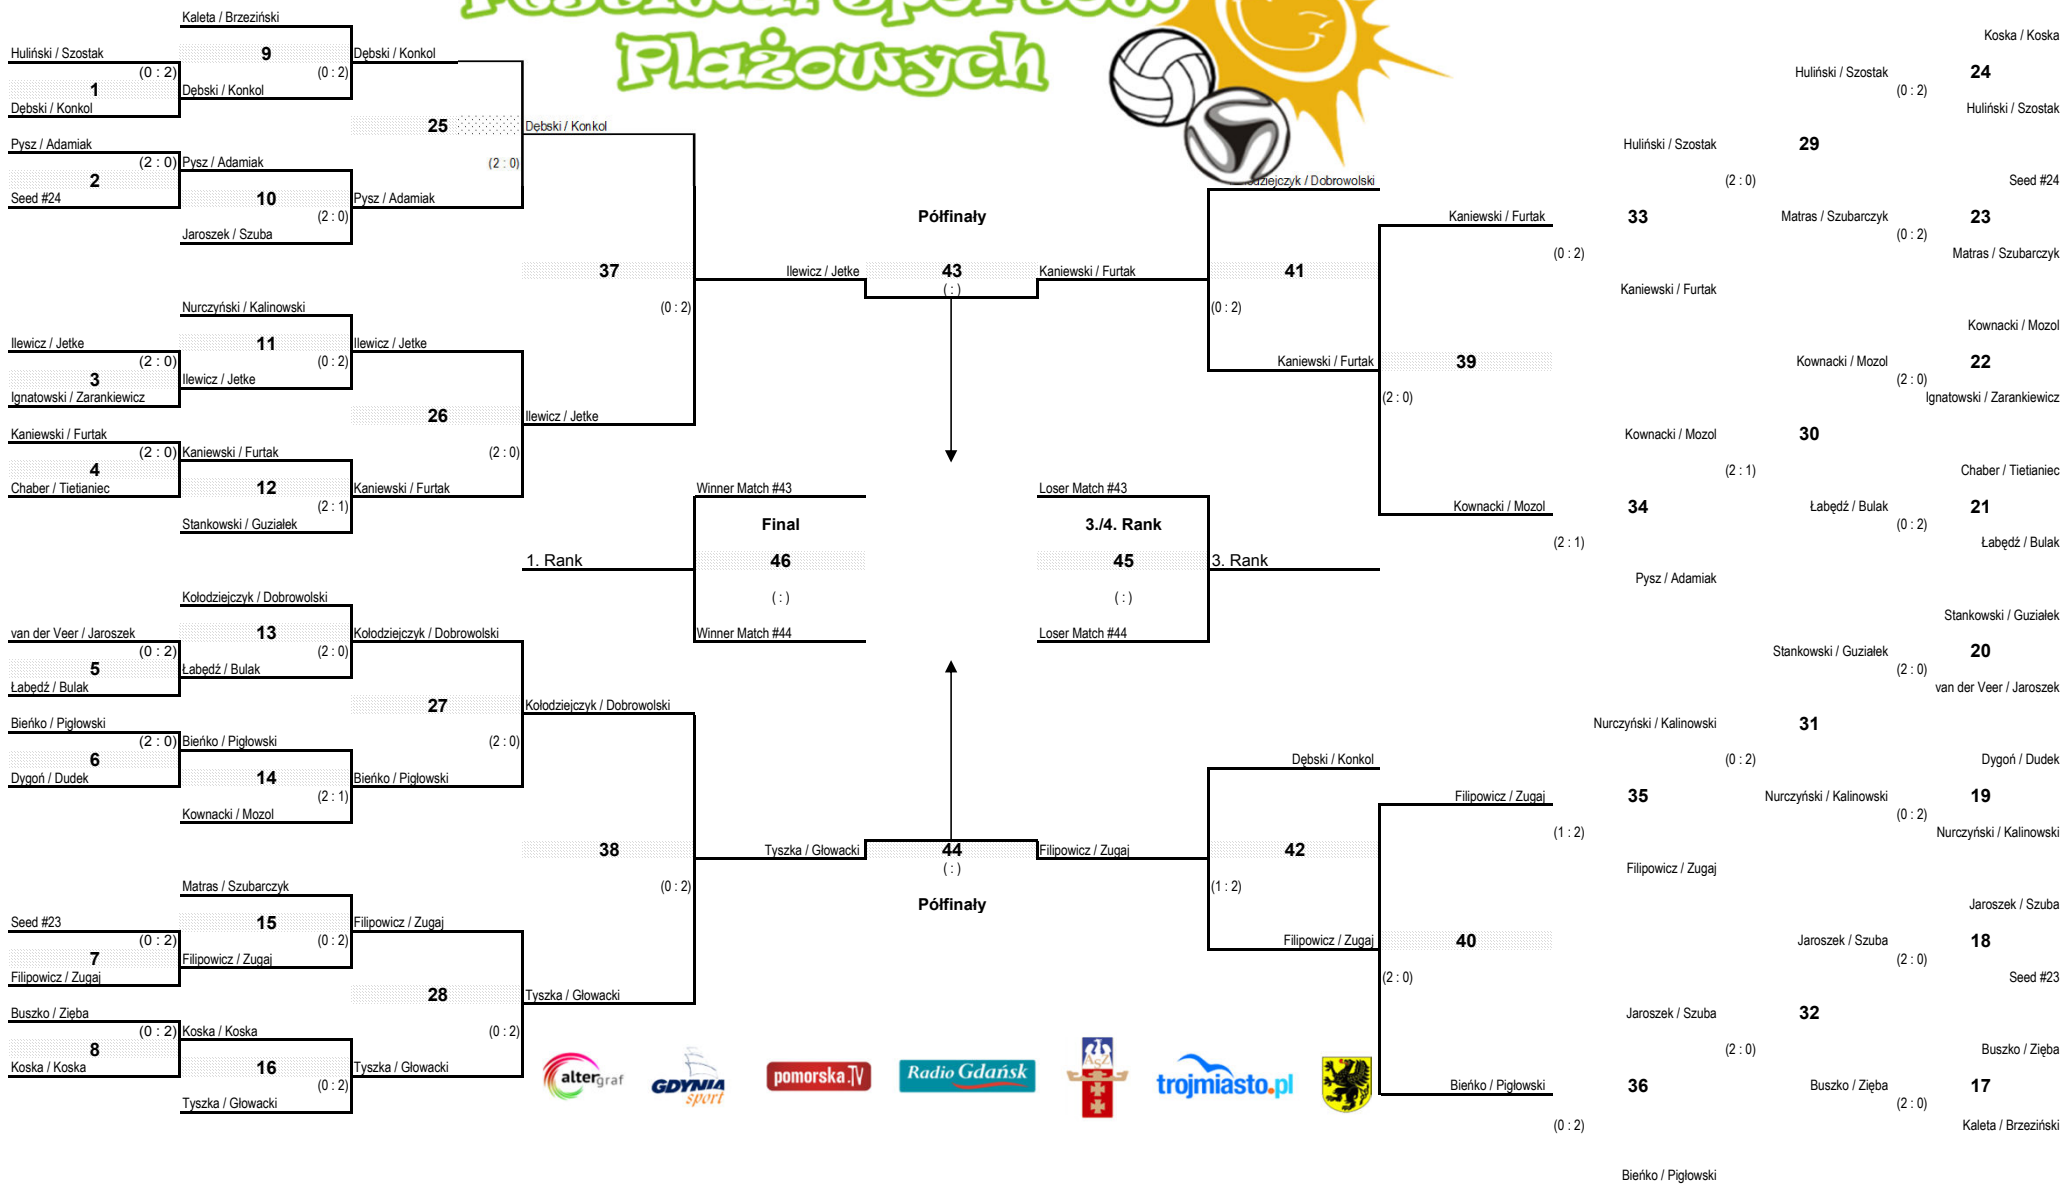 Festiwal Sportów
Plażowych
Kaleta / Brzeziński
Huliński / Szostak
9
Dębski / Konkol
(0 : 2)
(0 : 2)
1
Dębski / Konkol
Dębski / Konkol
25
Dębski / Konkol
Pysz / Adamiak
(2 : 0)
Pysz / Adamiak
(2 : 0)
2
Seed #24
10
Pysz / Adamiak
(2 : 0)
Jaroszek / Szuba
37
(0 : 2)
Nurczyński / Kalinowski
Ilewicz / Jetke
11
Ilewicz / Jetke
(2 : 0)
(0 : 2)
3
Ilewicz / Jetke
Ignatowski / Zarankiewicz
26
Ilewicz / Jetke
Kaniewski / Furtak
(2 : 0)
Kaniewski / Furtak
(2 : 0)
4
Chaber / Tietianiec
12
Kaniewski / Furtak
(2 : 1)
Stankowski / Guziałek
Kołodziejczyk / Dobrowolski
van der Veer / Jaroszek
13
Kołodziejczyk / Dobrowolski
(0 : 2)
(2 : 0)
5
Łabędź / Bulak
Łabędź / Bulak
27
Kołodziejczyk / Dobrowolski
Bieńko / Pigłowski
(2 : 0)
Bieńko / Pigłowski
(2 : 0)
6
Dygoń / Dudek
14
Bieńko / Pigłowski
(2 : 1)
Kownacki / Mozol
38
(0 : 2)
Matras / Szubarczyk
Seed #23
15
Filipowicz / Zugaj
(0 : 2)
(0 : 2)
7
Filipowicz / Zugaj
Filipowicz / Zugaj
28
Tyszka / Głowacki
Buszko / Zięba
(0 : 2)
Koska / Koska
(0 : 2)
8
Koska / Koska
16
Tyszka / Głowacki
(0 : 2)
Tyszka / Głowacki
Półfinały
Ilewicz / Jetke
43
Kaniewski / Furtak
( : )
Winner Match #43
Final
1. Rank
46
( : )
Winner Match #44
Loser Match #43
3./4. Rank
45
3. Rank
( : )
Loser Match #44
Tyszka / Głowacki
44
Filipowicz / Zugaj
( : )
Półfinały
dziejczyk / Dobrowolski
41
(0 : 2)
Kaniewski / Furtak
Kaniewski / Furtak
39
(2 : 0)
Kownacki / Mozol
Dębski / Konkol
42
(1 : 2)
Filipowicz / Zugaj
Filipowicz / Zugaj
40
(2 : 0)
Bieńko / Pigłowski
Koska / Koska
Huliński / Szostak
24
(0 : 2)
Huliński / Szostak
Huliński / Szostak
29
(2 : 0)
Seed #24
33
Matras / Szubarczyk
23
(0 : 2)
(0 : 2)
Matras / Szubarczyk
Kaniewski / Furtak
Kownacki / Mozol
Kownacki / Mozol
22
(2 : 0)
Ignatowski / Zarankiewicz
Kownacki / Mozol
30
(2 : 1)
Chaber / Tietianiec
34
Łabędź / Bulak
21
(0 : 2)
(2 : 1)
Łabędź / Bulak
Pysz / Adamiak
Stankowski / Guziałek
Stankowski / Guziałek
20
(2 : 0)
van der Veer / Jaroszek
Nurczyński / Kalinowski
31
(0 : 2)
Dygoń / Dudek
35
Nurczyński / Kalinowski
19
(0 : 2)
(1 : 2)
Nurczyński / Kalinowski
Filipowicz / Zugaj
Jaroszek / Szuba
Jaroszek / Szuba
18
(2 : 0)
Seed #23
Jaroszek / Szuba
32
(2 : 0)
Buszko / Zięba
36
Buszko / Zięba
17
(2 : 0)
(0 : 2)
Kaleta / Brzeziński
Bieńko / Pigłowski
altergraf
GDYNIA
sport
pomorska.TV
Radio Gdańsk
AZS
trojmiasto.pl